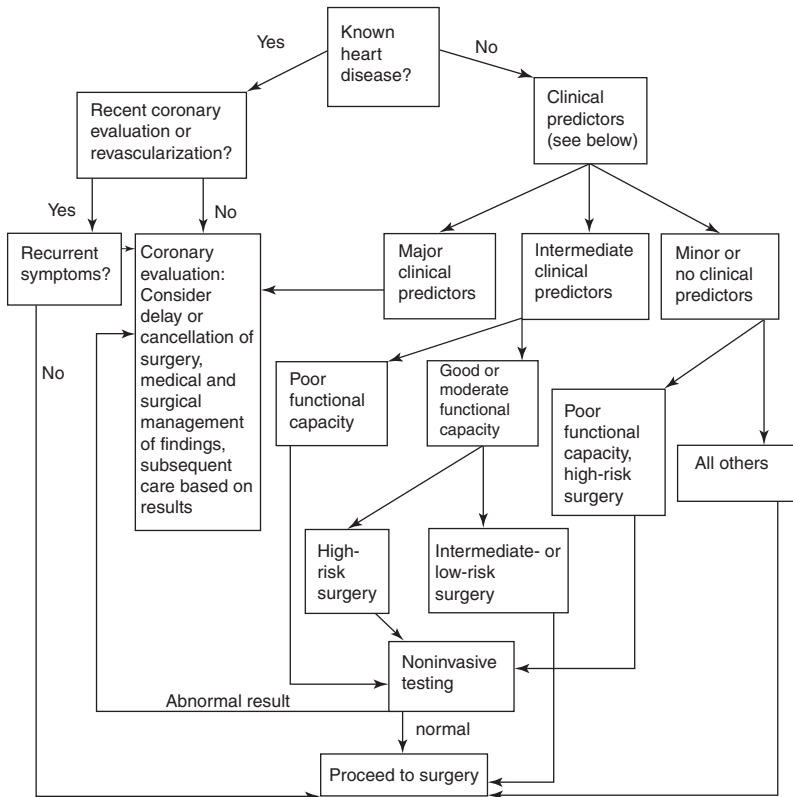 Known
heart
disease?
Yes
No
Recent coronary
evaluation or
revascularization?
Clinical
predictors
(see below)
Yes
No
Recurrent
symptoms?
Coronary
evaluation:
Consider
delay or
cancellation of
surgery,
medical and
surgical
management
of findings,
subsequent
care based on
results
Major
clinical
predictors
Intermediate
clinical
predictors
Minor or
no clinical
predictors
No
Poor
functional
capacity
Good or
moderate
functional
capacity
Poor
functional
capacity,
high-risk
surgery
All others
High-
risk
surgery
Intermediate- or
low-risk
surgery
Noninvasive
testing
Abnormal result
normal
Proceed to surgery